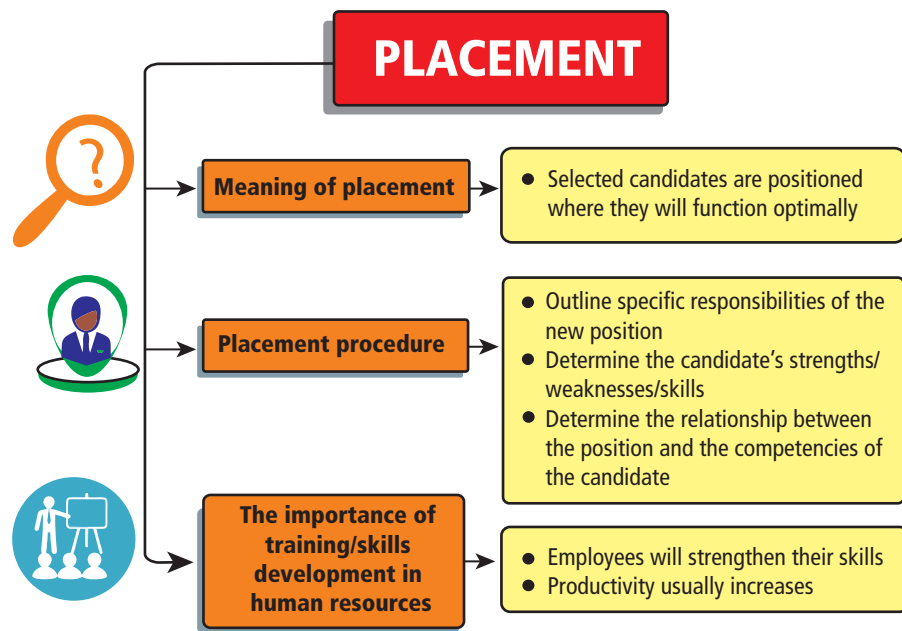 PLACEMENT
?
Meaning of placement
• Selected candidates are positioned
where they will function optimally
Placement procedure
• Outline specific responsibilities of the
new position
• Determine the candidate’s strengths/
weaknesses/skills
• Determine the relationship between
the position and the competencies of
the candidate
The importance of
training/skills
development in
human resources
• Employees will strengthen their skills
• Productivity usually increases